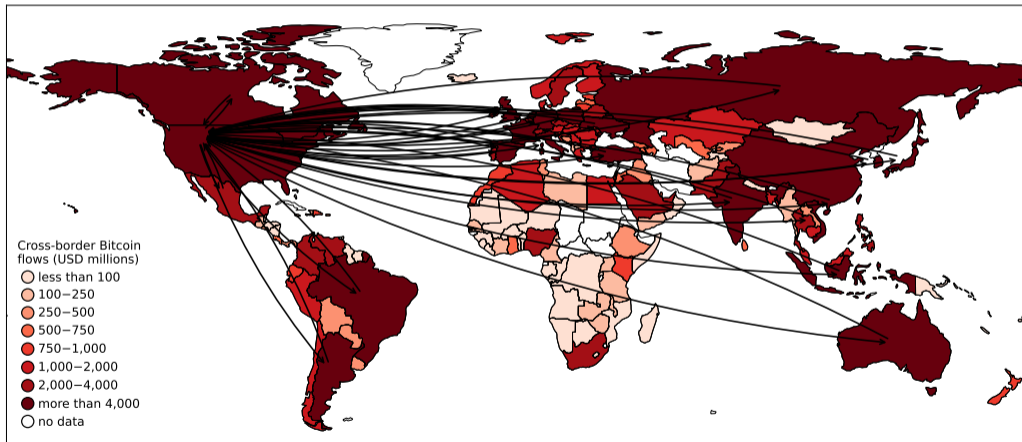 Cross-border Bitcoin
flows (USD millions)
less than 100
100−250
250−500
500−750
750−1,000
1,000−2,000
2,000−4,000
more than 4,000
no data